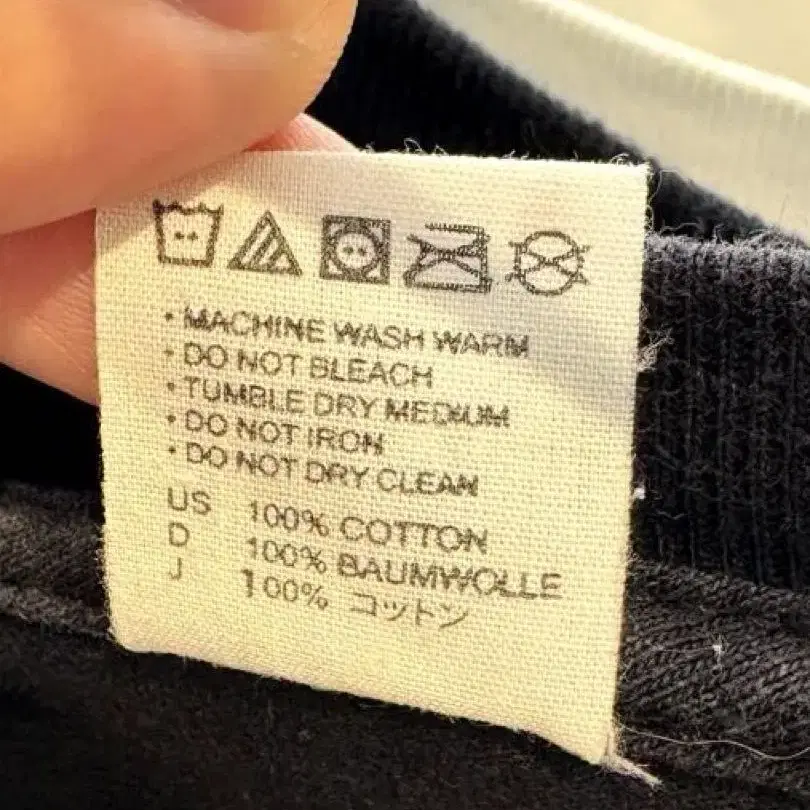 • MACHINE WASH WARM
• DO NOT BLEACH
• TUMBLE DRY MEDIUM
• DO NOT IRON
• DO NOT DRY CLEAN
US 100% COTTON
D 100% BAUMWOLLE
J 100% コットン